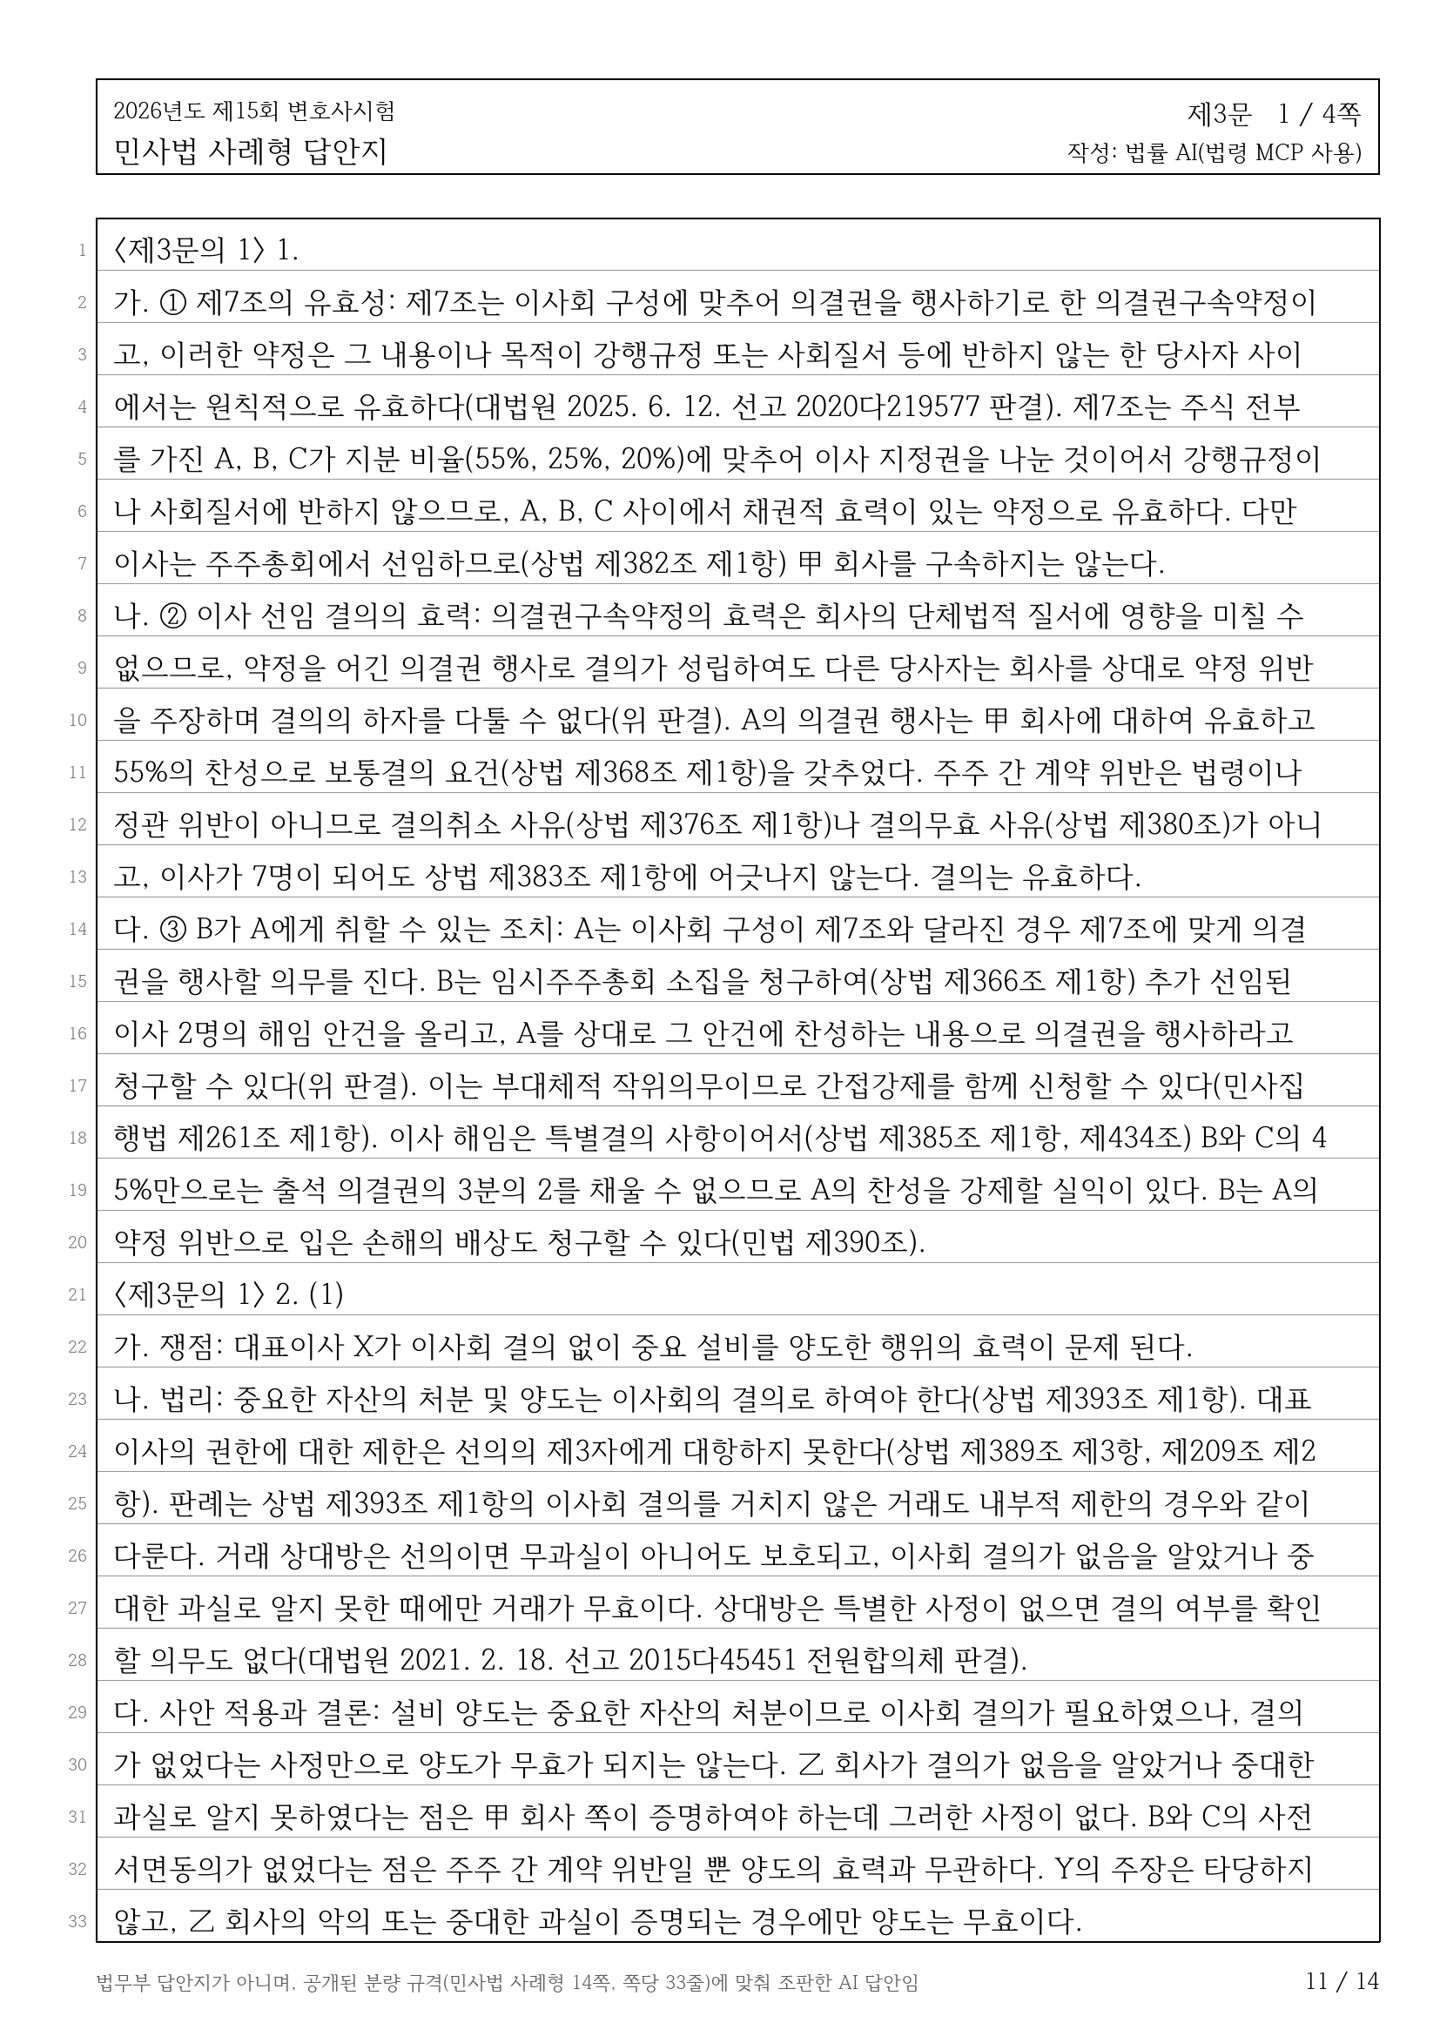 2026년도 제15회 변호사시험
민사법 사례형 답안지
제3문 1 / 4쪽
작성: 법률 AI(법령 MCP 사용)
1 〈제3문의 1〉 1.
2 가. ① 제7조의 유효성: 제7조는 이사회 구성에 맞추어 의결권을 행사하기로 한 의결권구속약정이
3 고, 이러한 약정은 그 내용이나 목적이 강행규정 또는 사회질서 등에 반하지 않는 한 당사자 사이
4 에서는 원칙적으로 유효하다(대법원 2025. 6. 12. 선고 2020다219577 판결). 제7조는 주식 전부
5 를 가진 A, B, C가 지분 비율(55%, 25%, 20%)에 맞추어 이사 지정권을 나눈 것이어서 강행규정이
6 나 사회질서에 반하지 않으므로, A, B, C 사이에서 채권적 효력이 있는 약정으로 유효하다. 다만
7 이사는 주주총회에서 선임하므로(상법 제382조 제1항) 甲 회사를 구속하지는 않는다.
8 나. ② 이사 선임 결의의 효력: 의결권구속약정의 효력은 회사의 단체법적 질서에 영향을 미칠 수
9 없으므로, 약정을 어긴 의결권 행사로 결의가 성립하여도 다른 당사자는 회사를 상대로 약정 위반
10 을 주장하며 결의의 하자를 다툴 수 없다(위 판결). A의 의결권 행사는 甲 회사에 대하여 유효하고
11 55%의 찬성으로 보통결의 요건(상법 제368조 제1항)을 갖추었다. 주주 간 계약 위반은 법령이나
12 정관 위반이 아니므로 결의취소 사유(상법 제376조 제1항)나 결의무효 사유(상법 제380조)가 아니
13 고, 이사가 7명이 되어도 상법 제383조 제1항에 어긋나지 않는다. 결의는 유효하다.
14 다. ③ B가 A에게 취할 수 있는 조치: A는 이사회 구성이 제7조와 달라진 경우 제7조에 맞게 의결
15 권을 행사할 의무를 진다. B는 임시주주총회 소집을 청구하여(상법 제366조 제1항) 추가 선임된
16 이사 2명의 해임 안건을 올리고, A를 상대로 그 안건에 찬성하는 내용으로 의결권을 행사하라고
17 청구할 수 있다(위 판결). 이는 부대체적 작위의무이므로 간접강제를 함께 신청할 수 있다(민사집
18 행법 제261조 제1항). 이사 해임은 특별결의 사항이어서(상법 제385조 제1항, 제434조) B와 C의 4
19 5%만으로는 출석 의결권의 3분의 2를 채울 수 없으므로 A의 찬성을 강제할 실익이 있다. B는 A의
20 약정 위반으로 입은 손해의 배상도 청구할 수 있다(민법 제390조).
21 〈제3문의 1〉 2. (1)
22 가. 쟁점: 대표이사 X가 이사회 결의 없이 중요 설비를 양도한 행위의 효력이 문제 된다.
23 나. 법리: 중요한 자산의 처분 및 양도는 이사회의 결의로 하여야 한다(상법 제393조 제1항). 대표
24 이사의 권한에 대한 제한은 선의의 제3자에게 대항하지 못한다(상법 제389조 제3항, 제209조 제2
25 항). 판례는 상법 제393조 제1항의 이사회 결의를 거치지 않은 거래도 내부적 제한의 경우와 같이
26 다룬다. 거래 상대방은 선의이면 무과실이 아니어도 보호되고, 이사회 결의가 없음을 알았거나 중
27 대한 과실로 알지 못한 때에만 거래가 무효이다. 상대방은 특별한 사정이 없으면 결의 여부를 확인
28 할 의무도 없다(대법원 2021. 2. 18. 선고 2015다45451 전원합의체 판결).
29 다. 사안 적용과 결론: 설비 양도는 중요한 자산의 처분이므로 이사회 결의가 필요하였으나, 결의
30 가 없었다는 사정만으로 양도가 무효가 되지는 않는다. 乙 회사가 결의가 없음을 알았거나 중대한
31 과실로 알지 못하였다는 점은 甲 회사 쪽이 증명하여야 하는데 그러한 사정이 없다. B와 C의 사전
32 서면동의가 없었다는 점은 주주 간 계약 위반일 뿐 양도의 효력과 무관하다. Y의 주장은 타당하지
33 않고, 乙 회사의 악의 또는 중대한 과실이 증명되는 경우에만 양도는 무효이다.
법무부 답안지가 아니며, 공개된 분량 규격(민사법 사례형 14쪽, 쪽당 33줄)에 맞춰 조판한 AI 답안임
11 / 14